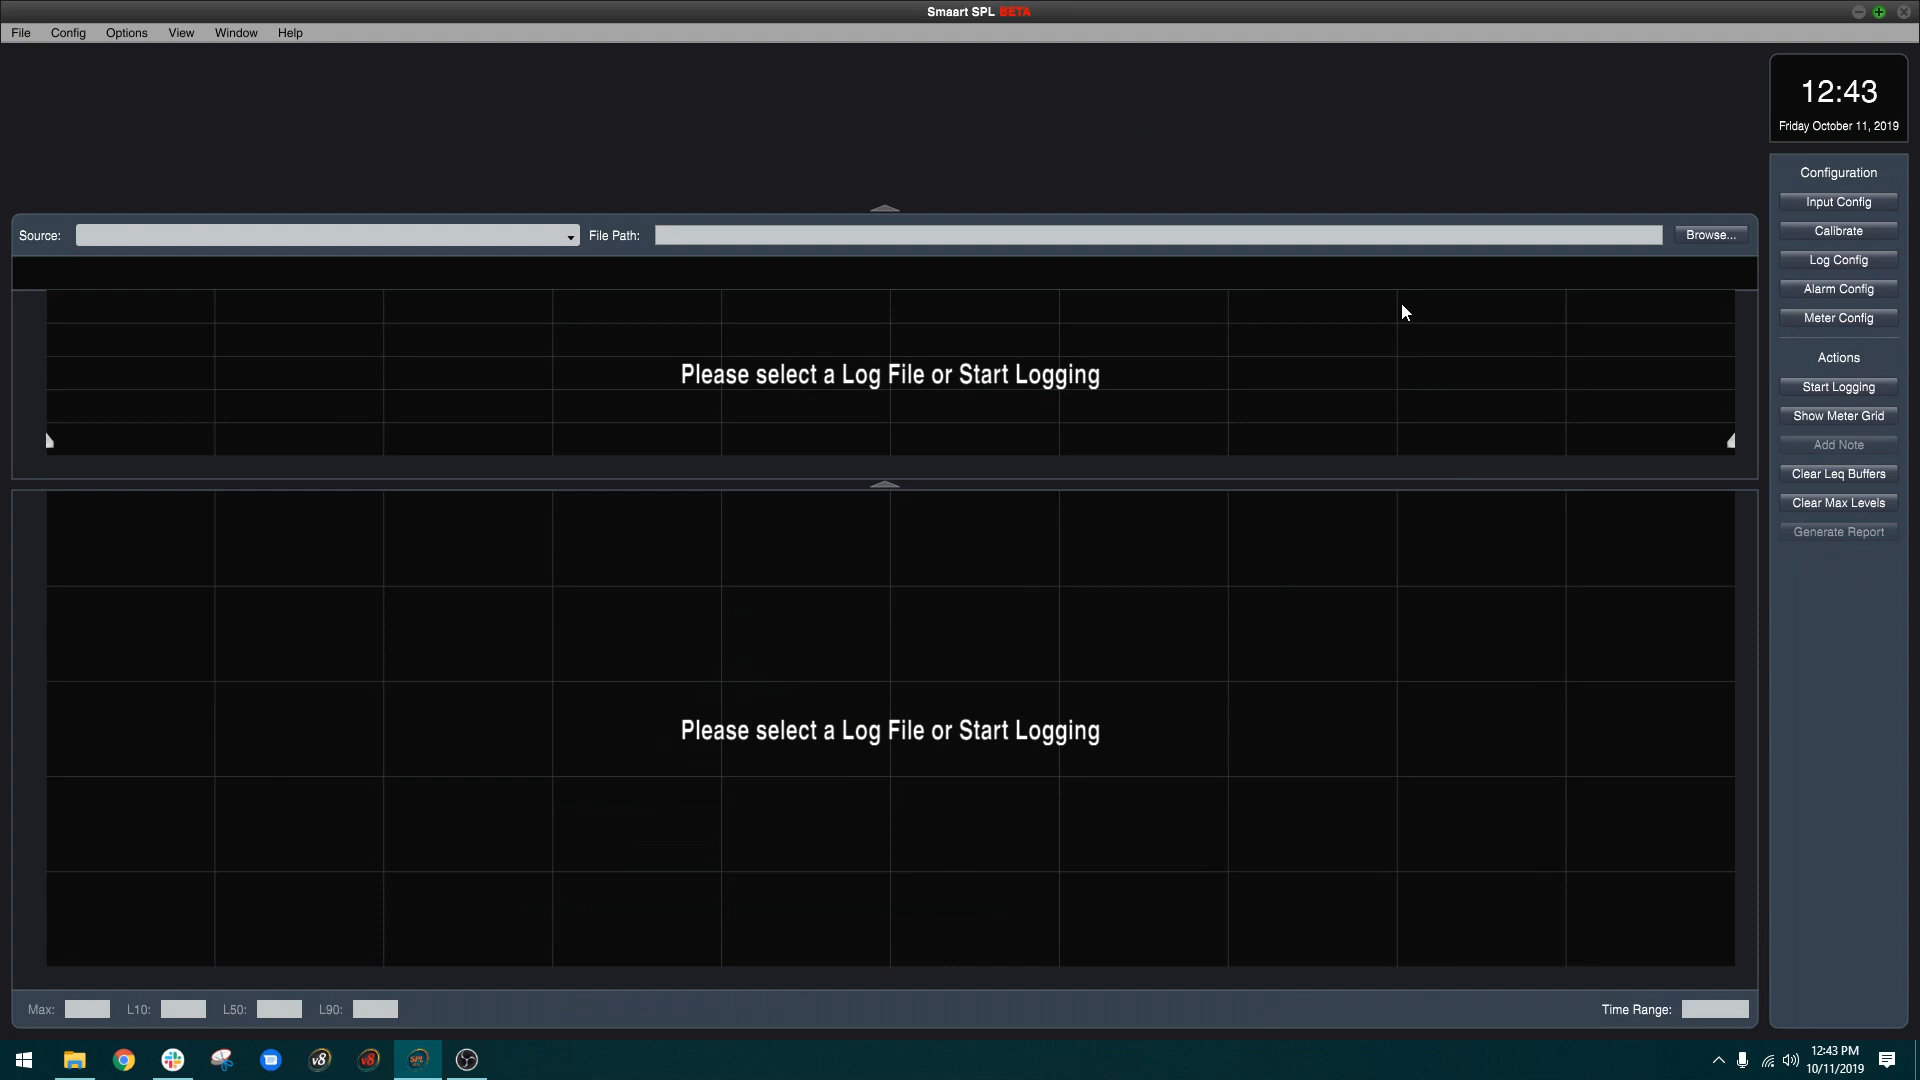 Smaart SPL BETA
File Config Options View Window Help
12:43
Friday October 11, 2019
Configuration
Input Config
Calibrate
Log Config
Alarm Config
Meter Config
Actions
Start Logging
Show Meter Grid
Add Note
Clear Leq Buffers
Clear Max Levels
Generate Report
Source: File Path: Browse...
Please select a Log File or Start Logging
Please select a Log File or Start Logging
Max: L10: L50: L90: Time Range:
v8 v8 SPL
12:43 PM
10/11/2019